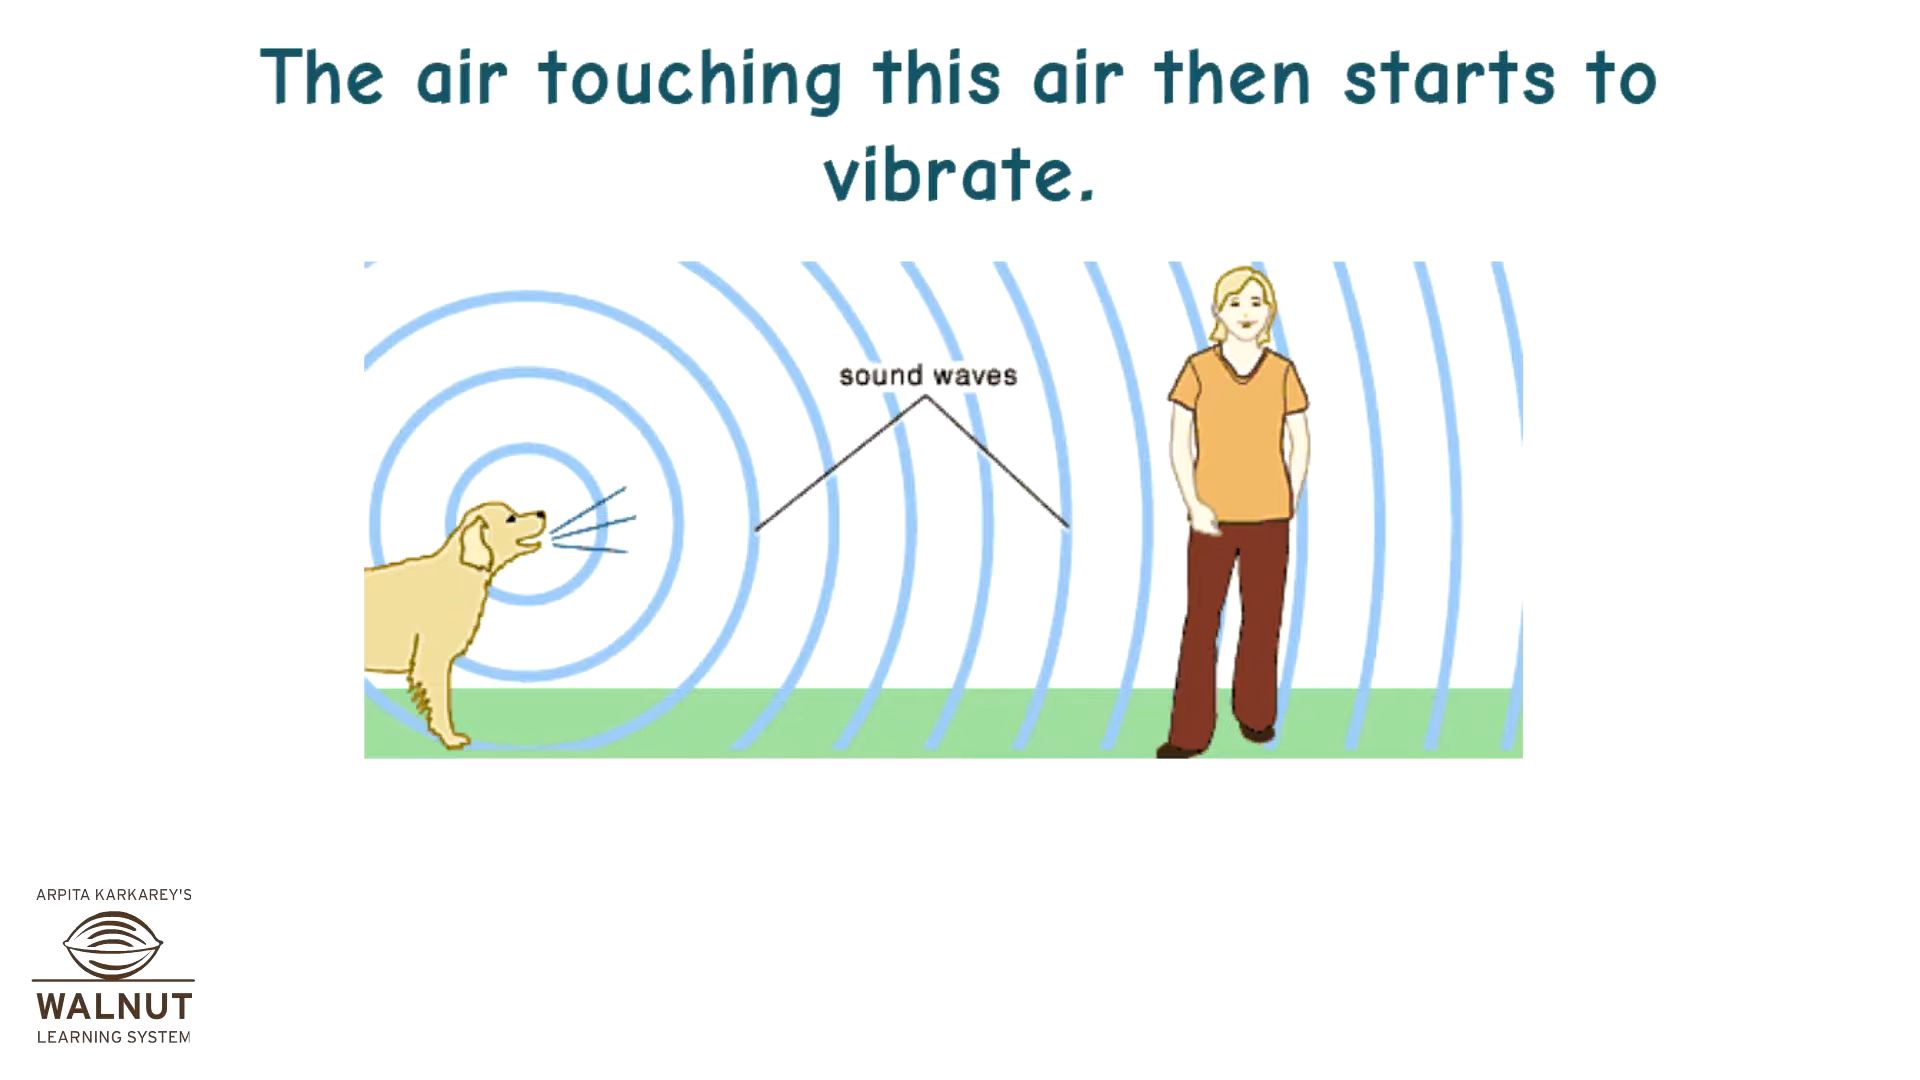 The air touching this air then starts to
vibrate.
sound waves
ARPITA KARKAREY'S
WALNUT
LEARNING SYSTEM